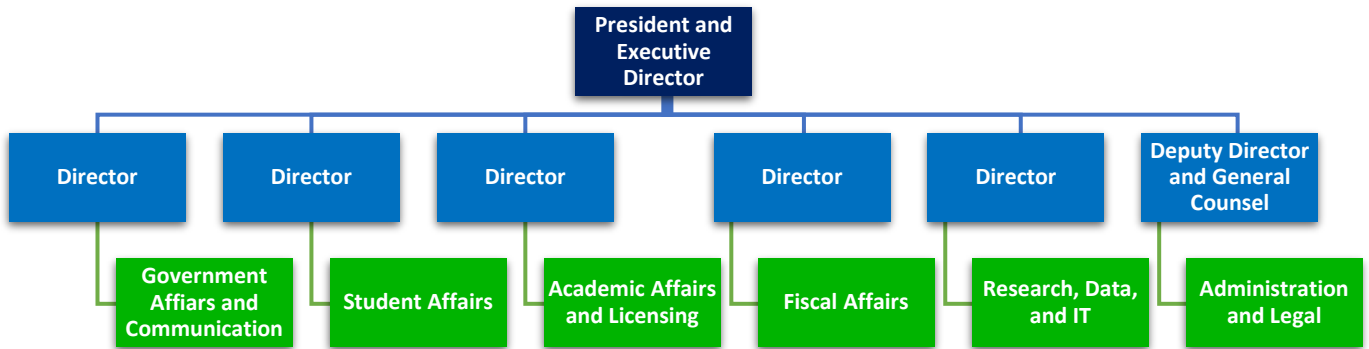 President and
Executive
Director
Director
Director
Director
Director
Director
Deputy Director
and General
Counsel
Government
Affiars and
Communication
Student Affairs
Academic Affairs
and Licensing
Fiscal Affairs
Research, Data,
and IT
Administration
and Legal